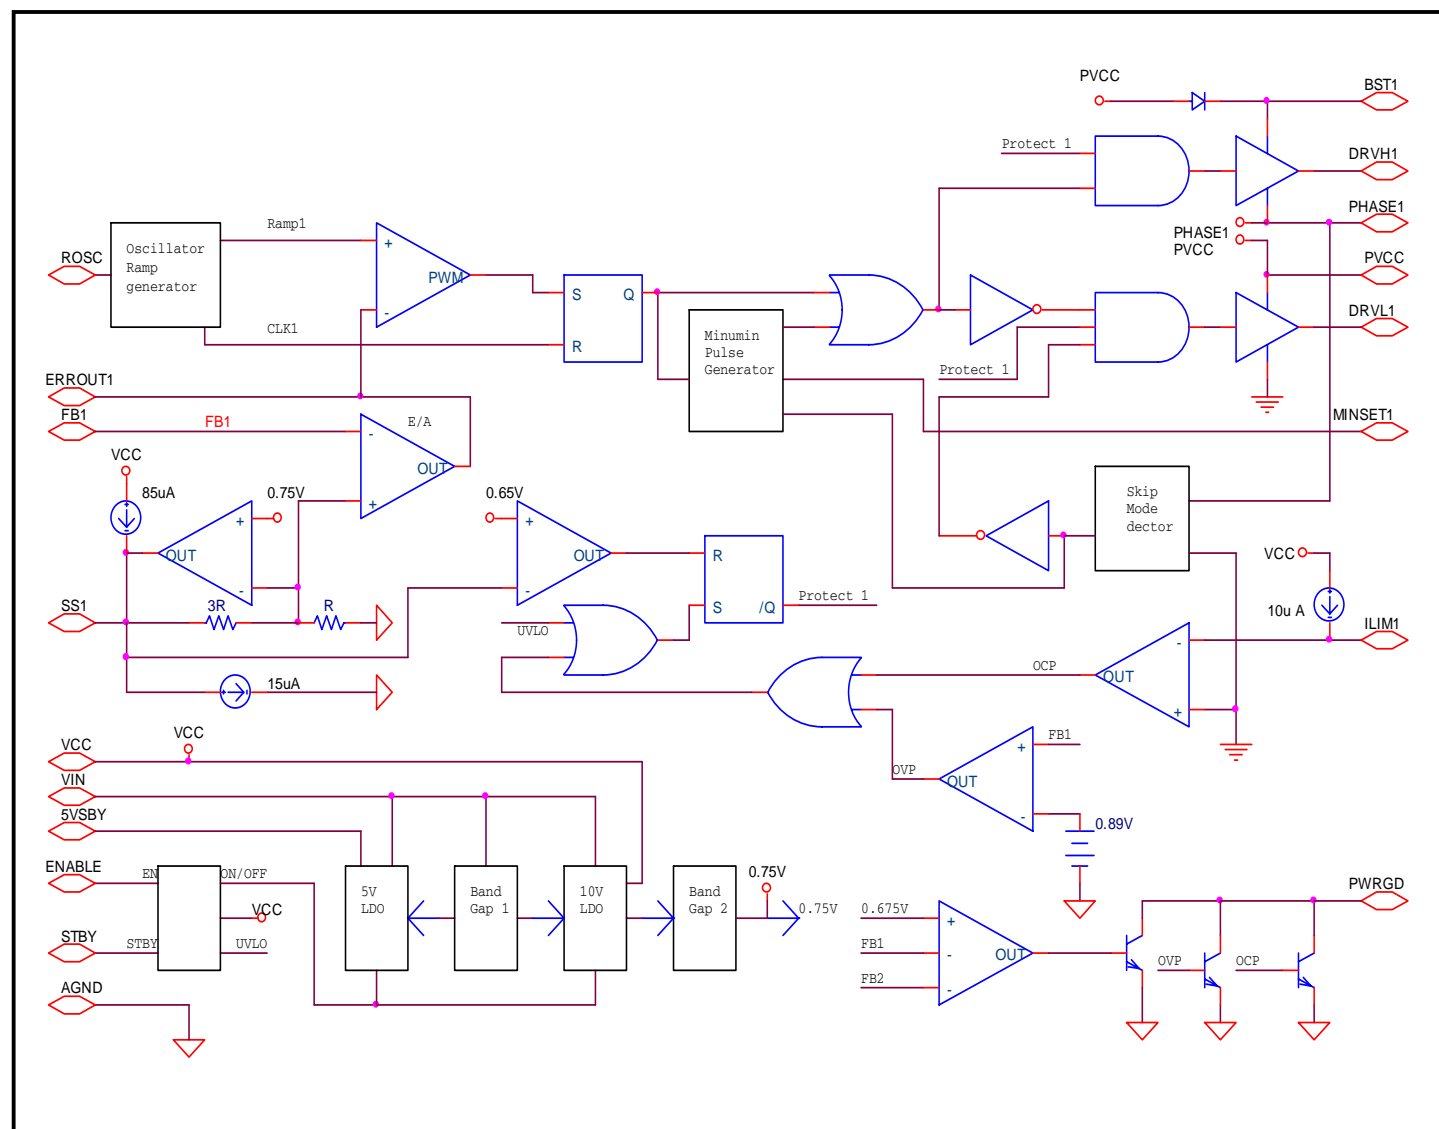 PVCC
BST1
Protect 1
DRVH1
PHASE1
PHASE1
PVCC
PVCC
Ramp1
ROSC
Oscillator
Ramp
generator
+
PWM
-
CLK1
S
Q
R
Minumin
Pulse
Generator
DRVL1
Protect 1
ERROUT1
FB1
FB1
E/A
-
OUT
+
MINSET1
VCC
85uA
0.75V
+
OUT
-
0.65V
+
OUT
-
R
S
/Q
Protect 1
Skip
Mode
dector
VCC
10u A
SS1
3R
R
UVLO
ILIM1
-
OUT
+
OCP
15uA
VCC
VCC
VIN
5VSBY
FB1
+
OUT
-
OVP
0.89V
ENABLE
EN
ON/OFF
VCC
STBY
STBY
UVLO
5V
LDO
Band
Gap 1
10V
LDO
Band
Gap 2
0.75V
0.75V
0.675V
+
FB1
-
FB2
-
OUT
OVP
OCP
PWRGD
AGND